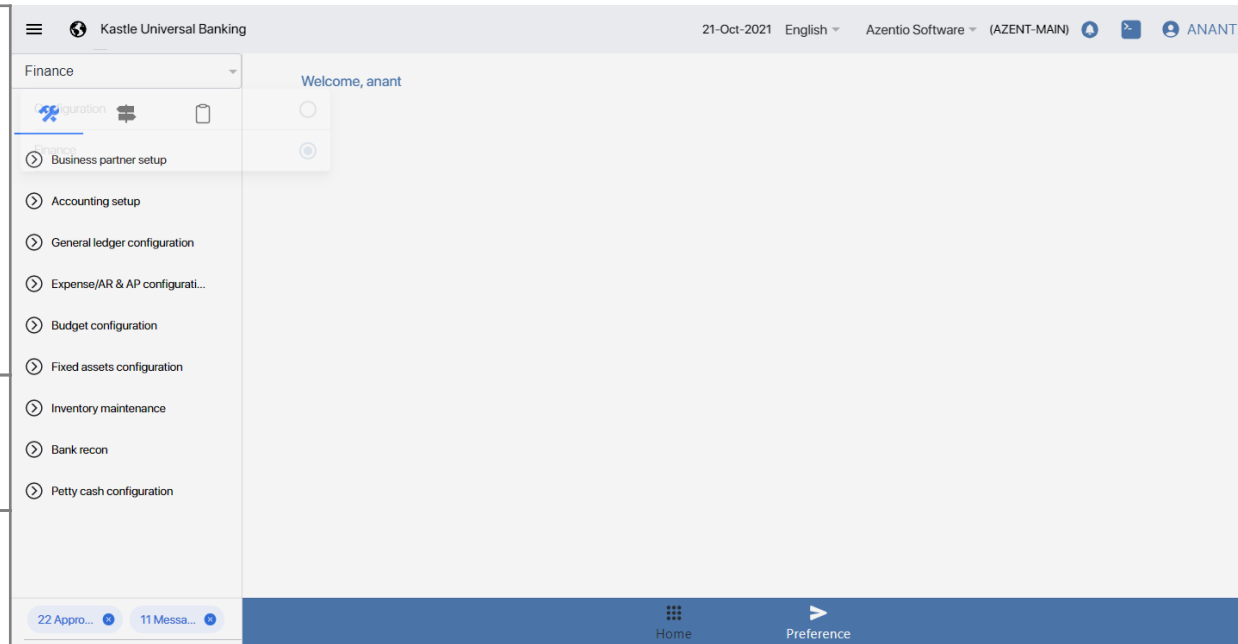 Kastle Universal Banking
21-Oct-2021 English Azentio Software (AZENT-MAIN) ANANT
Finance
Welcome, anant
Configuration
Finance
Business partner setup
Accounting setup
General ledger configuration
Expense/AR & AP configurati...
Budget configuration
Fixed assets configuration
Inventory maintenance
Bank recon
Petty cash configuration
22 Appro...
11 Messa...
Home
Preference